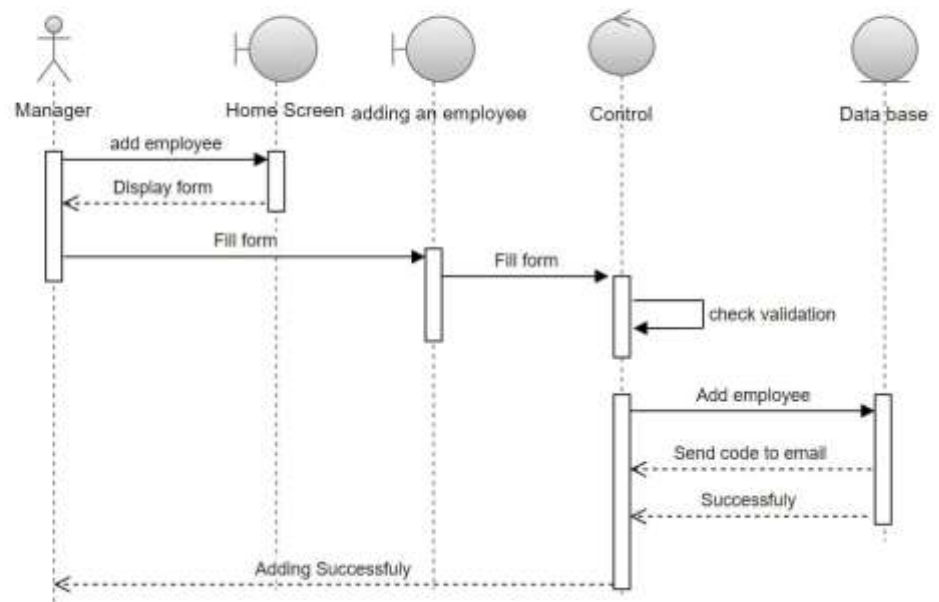 Manager
Home Screen
adding an employee
Control
Data base
add employee
Display form
Fill form
Fill form
check validation
Add employee
Send code to email
Successfuly
Adding Successfuly